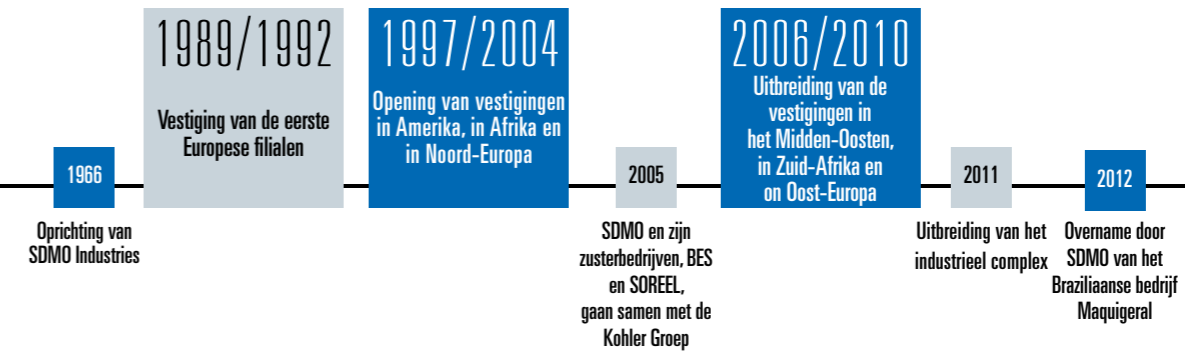 1966
Oprichting van
SDMO Industries
1989/1992
Vestiging van de eerste
Europese filialen
1997/2004
Opening van vestigingen
in Amerika, in Afrika en
in Noord-Europa
2005
SDMO en zijn
zusterbedrijven, BES
en SOREEL,
gaan samen met de
Kohler Groep
2006/2010
Uitbreiding van de
vestigingen in
het Midden-Oosten,
in Zuid-Afrika en
on Oost-Europa
2011
Uitbreiding van het
industrieel complex
2012
Overname door
SDMO van het
Braziliaanse bedrijf
Maquigeral